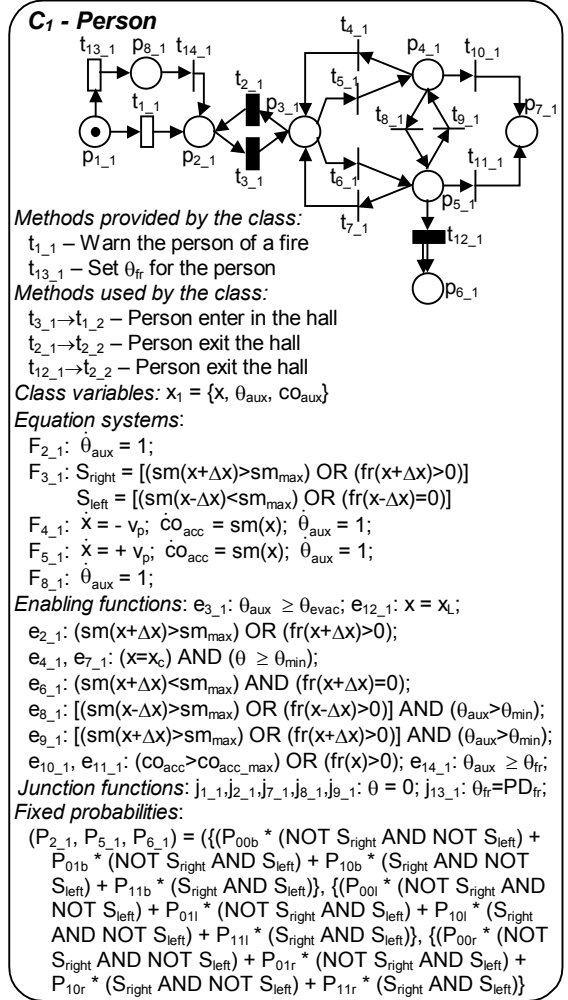 C₁ - Person
t₄_₁
p₄_₁
t₁₀_₁
t₁₃_₁
p₈_₁
t₁₄_₁
t₅_₁
t₂_₁
p₃_₁
p₇_₁
t₁_₁
t₈_₁
t₉_₁
p₁_₁
p₂_₁
t₃_₁
t₆_₁
t₁₁_₁
t₇_₁
p₅_₁
t₁₂_₁
p₆_₁
Methods provided by the class:
t₁_₁ – Warn the person of a fire
t₁₃_₁ – Set θfr for the person
Methods used by the class:
t₃_₁→t₁_₂ – Person enter in the hall
t₂_₁→t₂_₂ – Person exit the hall
t₁₂_₁→t₂_₂ – Person exit the hall
Class variables: x₁ = {x, θaux, coaux}
Equation systems:
F₂_₁: θ̇aux = 1;
F₃_₁: Sright = [(sm(x+Δx)>smmax) OR (fr(x+Δx)>0)]
Sleft = [(sm(x-Δx)<smmax) OR (fr(x-Δx)=0)]
F₄_₁: ẋ = - vp; ċoacc = sm(x); θ̇aux = 1;
F₅_₁: ẋ = + vp; ċoacc = sm(x); θ̇aux = 1;
F₈_₁: θ̇aux = 1;
Enabling functions: e₃_₁: θaux ≥ θevac; e₁₂_₁: x = xL;
e₂_₁: (sm(x+Δx)>smmax) OR (fr(x+Δx)>0);
e₄_₁, e₇_₁: (x=xc) AND (θ ≥ θmin);
e₆_₁: (sm(x+Δx)<smmax) AND (fr(x+Δx)=0);
e₈_₁: [(sm(x-Δx)>smmax) OR (fr(x-Δx)>0)] AND (θaux>θmin);
e₉_₁: [(sm(x+Δx)>smmax) OR (fr(x+Δx)>0)] AND (θaux>θmin);
e₁₀_₁, e₁₁_₁: (coacc>coacc_max) OR (fr(x)>0); e₁₄_₁: θaux ≥ θfr;
Junction functions: j₁_₁,j₂_₁,j₇_₁,j₈_₁,j₉_₁: θ = 0; j₁₃_₁: θfr=PDfr;
Fixed probabilities:
(P₂_₁, P₅_₁, P₆_₁) = ({(P00b * (NOT Sright AND NOT Sleft) +
P01b * (NOT Sright AND Sleft) + P10b * (Sright AND NOT
Sleft) + P11b * (Sright AND Sleft)}, {(P00l * (NOT Sright AND
NOT Sleft) + P01l * (NOT Sright AND Sleft) + P10l * (Sright
AND NOT Sleft) + P11l * (Sright AND Sleft)}, {(P00r * (NOT
Sright AND NOT Sleft) + P01r * (NOT Sright AND Sleft) +
P10r * (Sright AND NOT Sleft) + P11r * (Sright AND Sleft)}